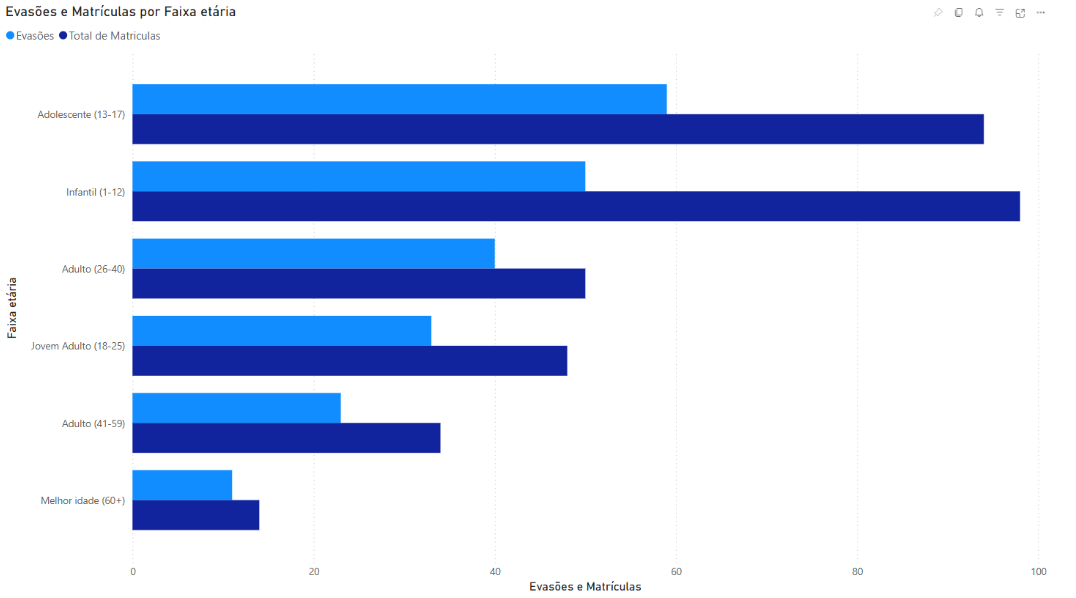 Evasões e Matrículas por Faixa etária
Evasões Total de Matriculas
Adolescente (13-17)
Infantil (1-12)
Adulto (26-40)
Jovem Adulto (18-25)
Adulto (41-59)
Melhor idade (60+)
Faixa etária
0 20 40 60 80 100
Evasões e Matrículas